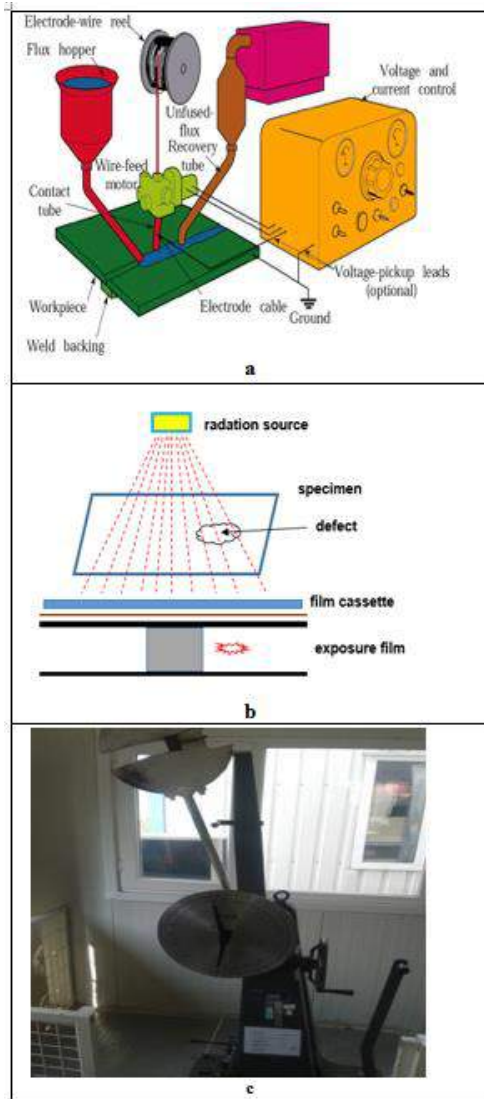 Electrode-wire reel
Flux hopper
Voltage and
current control
Unfused-
flux
Recovery
tube
Wire-feed
motor
Contact
tube
Voltage-pickup leads
(optional)
Workpiece
Electrode cable
Ground
Weld backing
a
radation source
specimen
defect
film cassette
exposure film
b
c